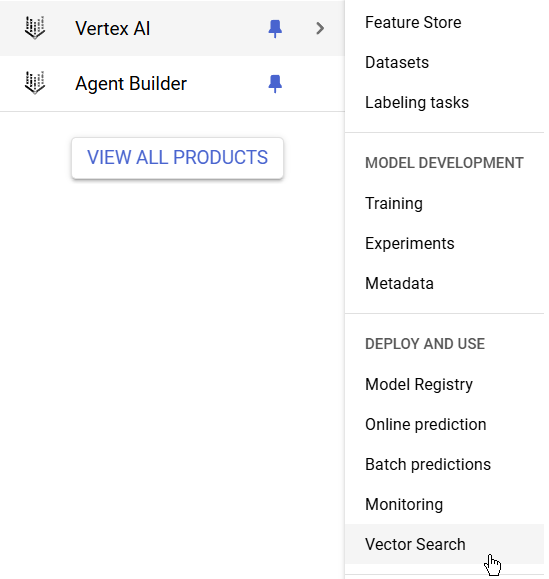 Vertex AI
Agent Builder
VIEW ALL PRODUCTS
Feature Store
Datasets
Labeling tasks
MODEL DEVELOPMENT
Training
Experiments
Metadata
DEPLOY AND USE
Model Registry
Online prediction
Batch predictions
Monitoring
Vector Search